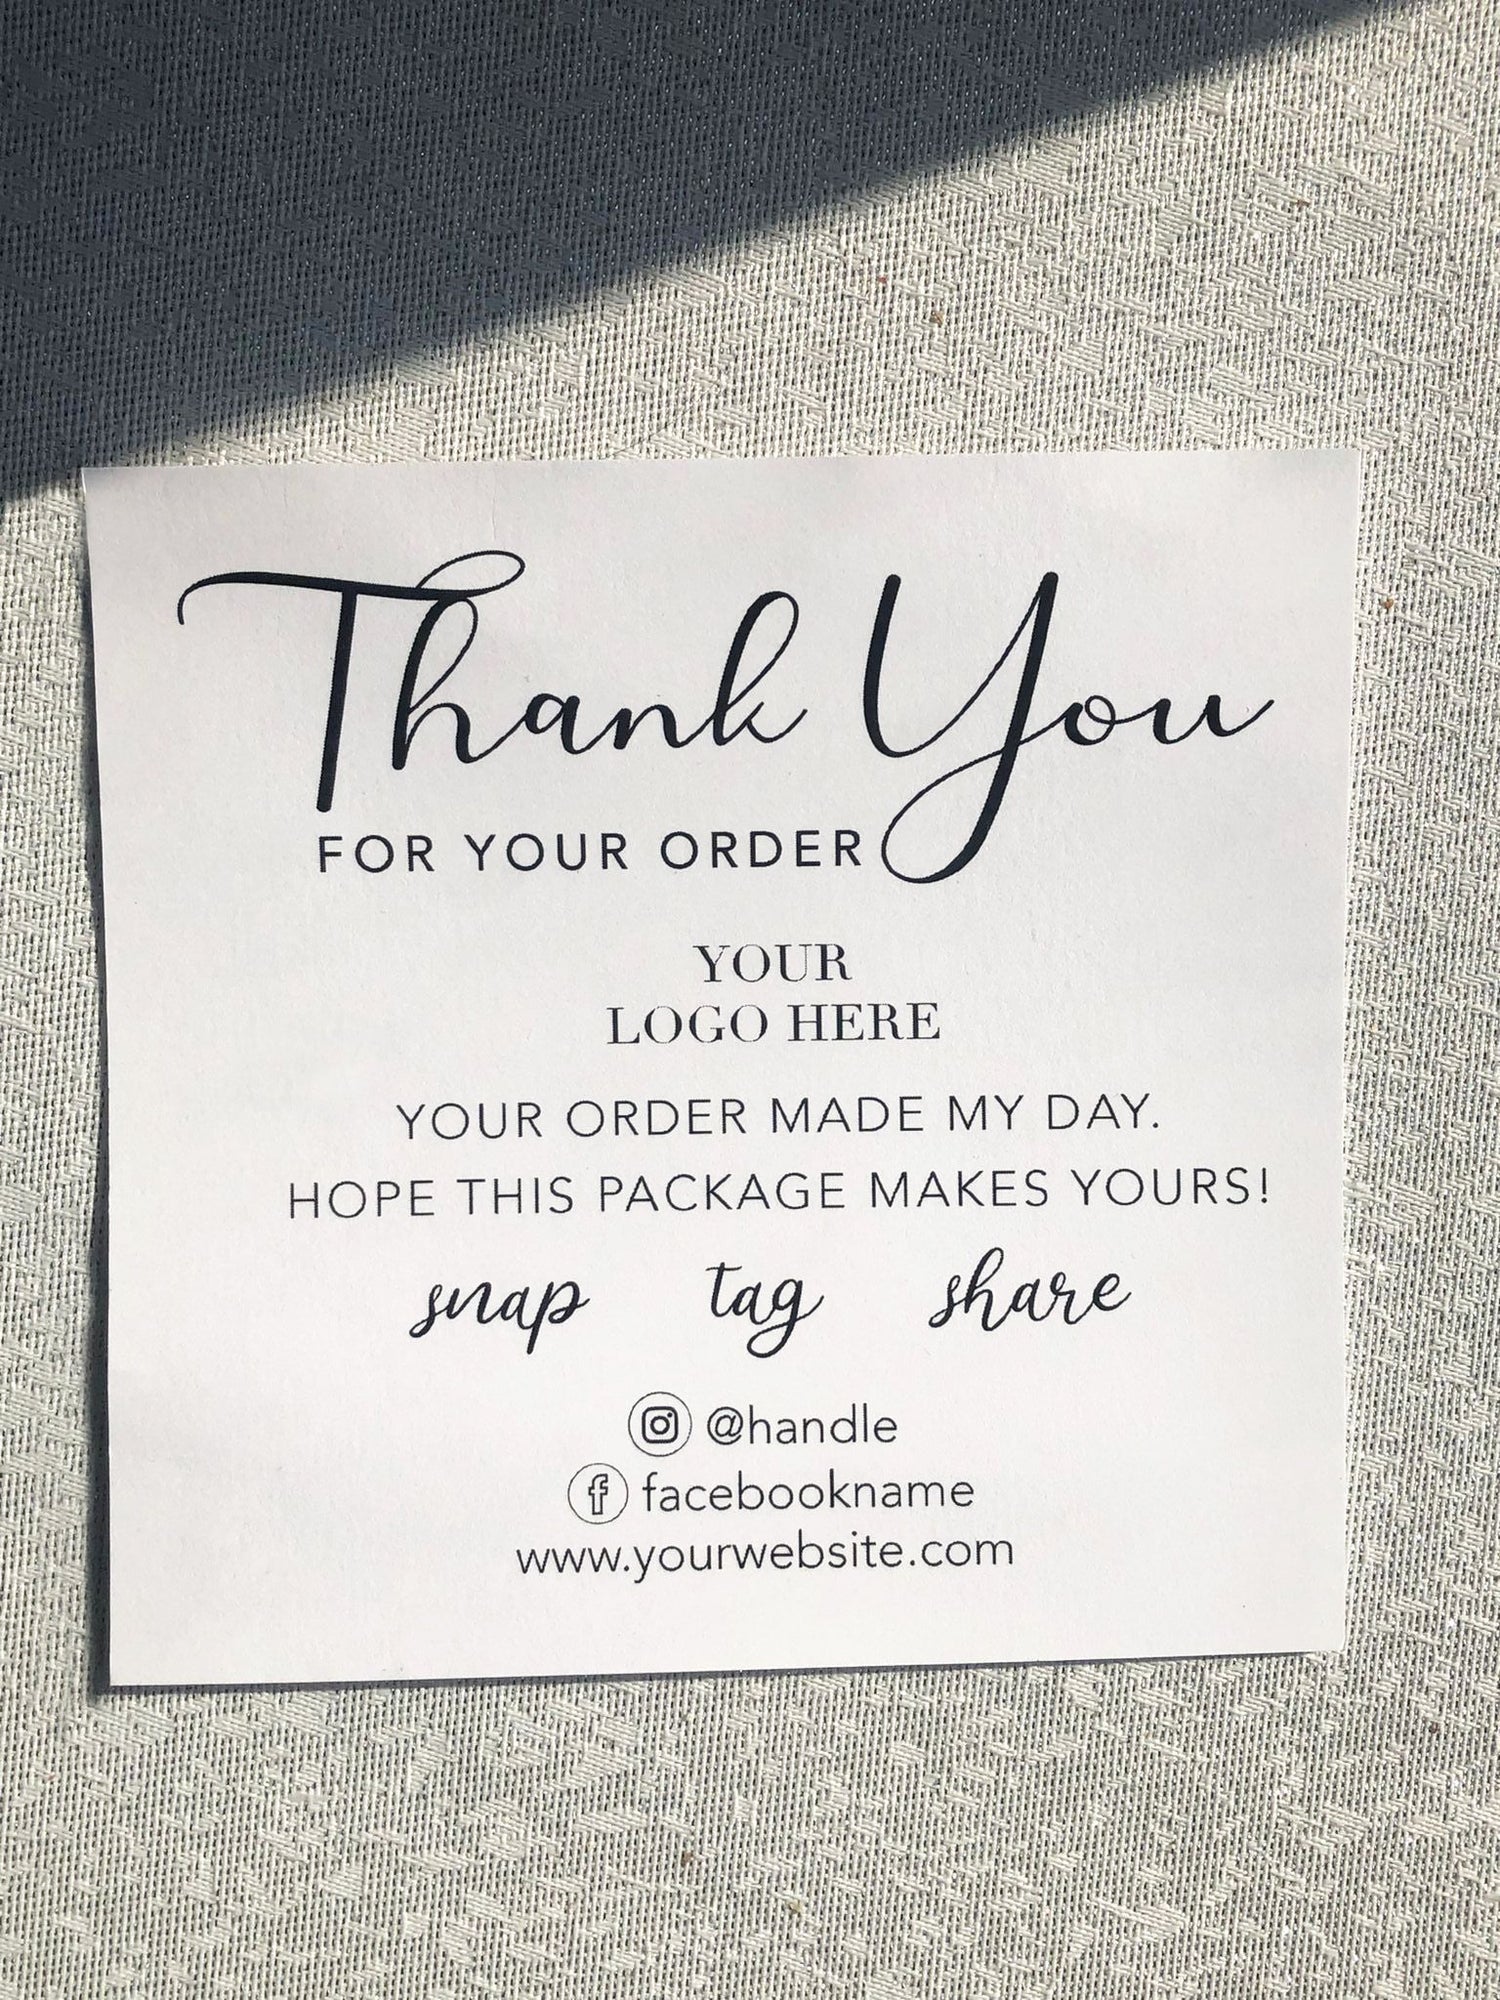 Thank You
FOR YOUR ORDER
YOUR
LOGO HERE
YOUR ORDER MADE MY DAY.
HOPE THIS PACKAGE MAKES YOURS!
snap tag share
@handle
facebookname
www.yourwebsite.com